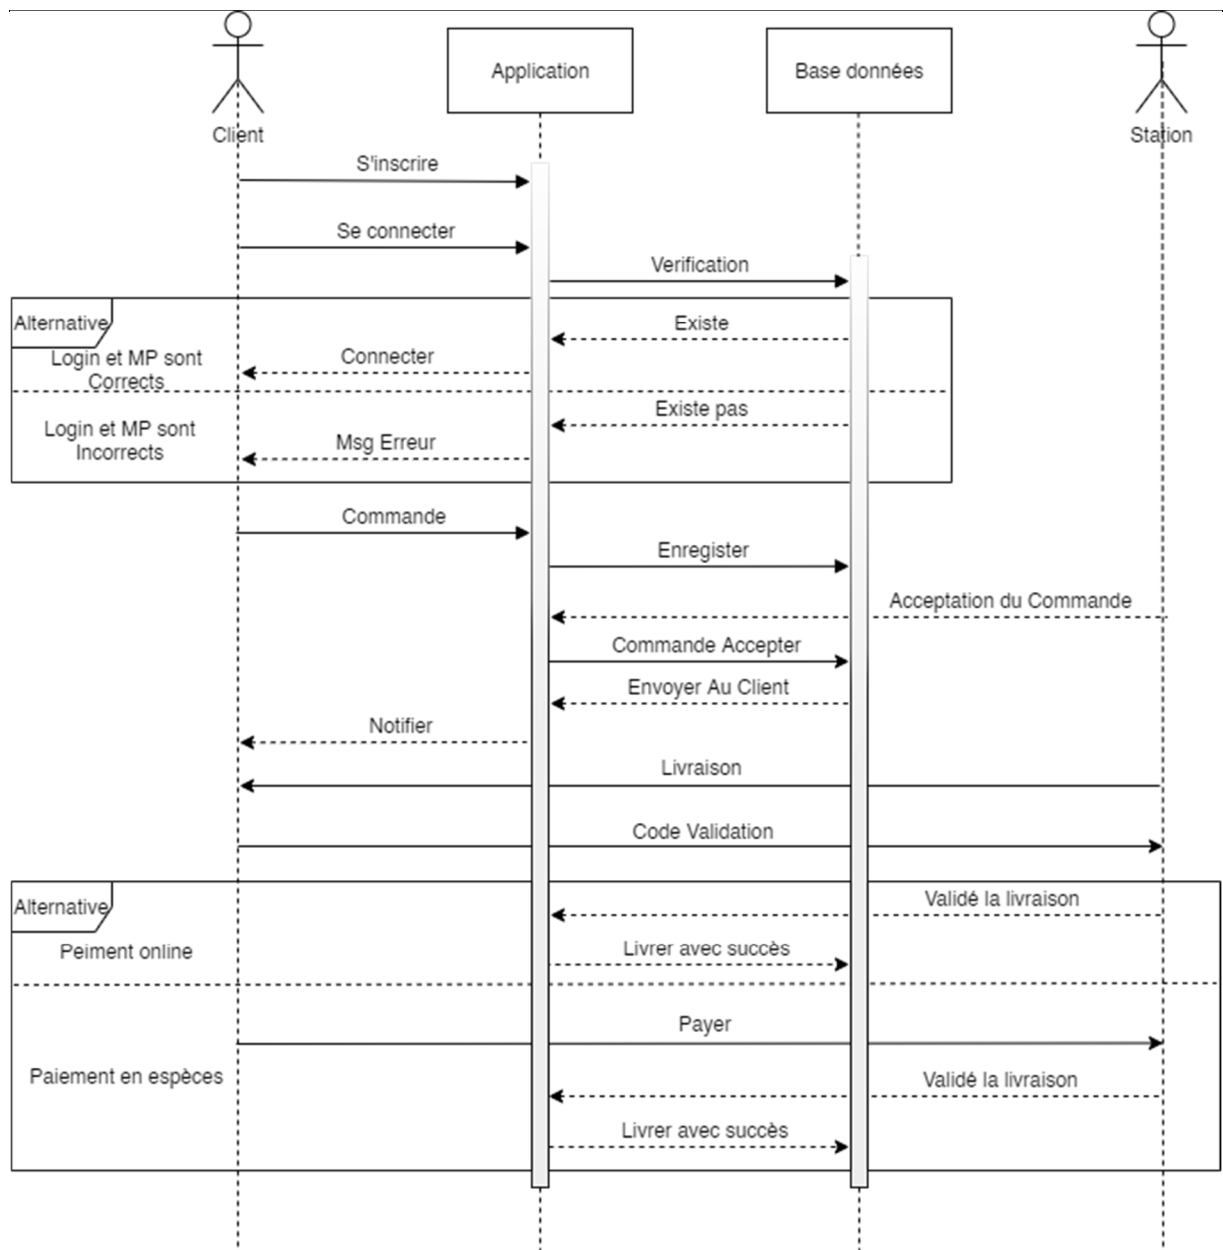 Client
Application
Base données
Station
S'inscrire
Se connecter
Verification
Alternative
Existe
Login et MP sont
Corrects
Connecter
Existe pas
Login et MP sont
Incorrects
Msg Erreur
Commande
Enregister
Acceptation du Commande
Commande Accepter
Envoyer Au Client
Notifier
Livraison
Code Validation
Alternative
Validé la livraison
Peiment online
Livrer avec succès
Payer
Paiement en espèces
Validé la livraison
Livrer avec succès